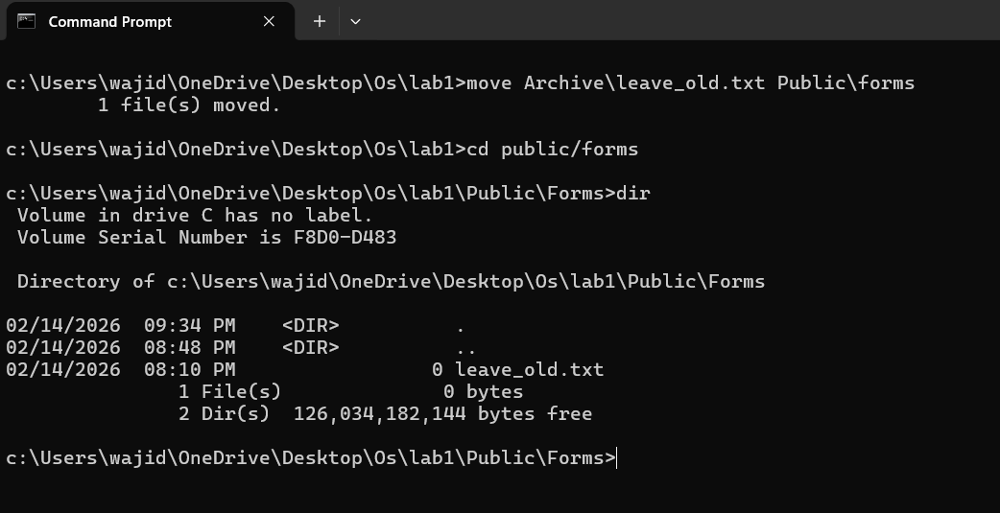 Command Prompt
c:\Users\wajid\OneDrive\Desktop\Os\lab1>move Archive\leave_old.txt Public\forms
        1 file(s) moved.
c:\Users\wajid\OneDrive\Desktop\Os\lab1>cd public/forms
c:\Users\wajid\OneDrive\Desktop\Os\lab1\Public\Forms>dir
 Volume in drive C has no label.
 Volume Serial Number is F8D0-D483
 Directory of c:\Users\wajid\OneDrive\Desktop\Os\lab1\Public\Forms
02/14/2026  09:34 PM    <DIR>          .
02/14/2026  08:48 PM    <DIR>          ..
02/14/2026  08:10 PM                 0 leave_old.txt
               1 File(s)              0 bytes
               2 Dir(s)  126,034,182,144 bytes free
c:\Users\wajid\OneDrive\Desktop\Os\lab1\Public\Forms>